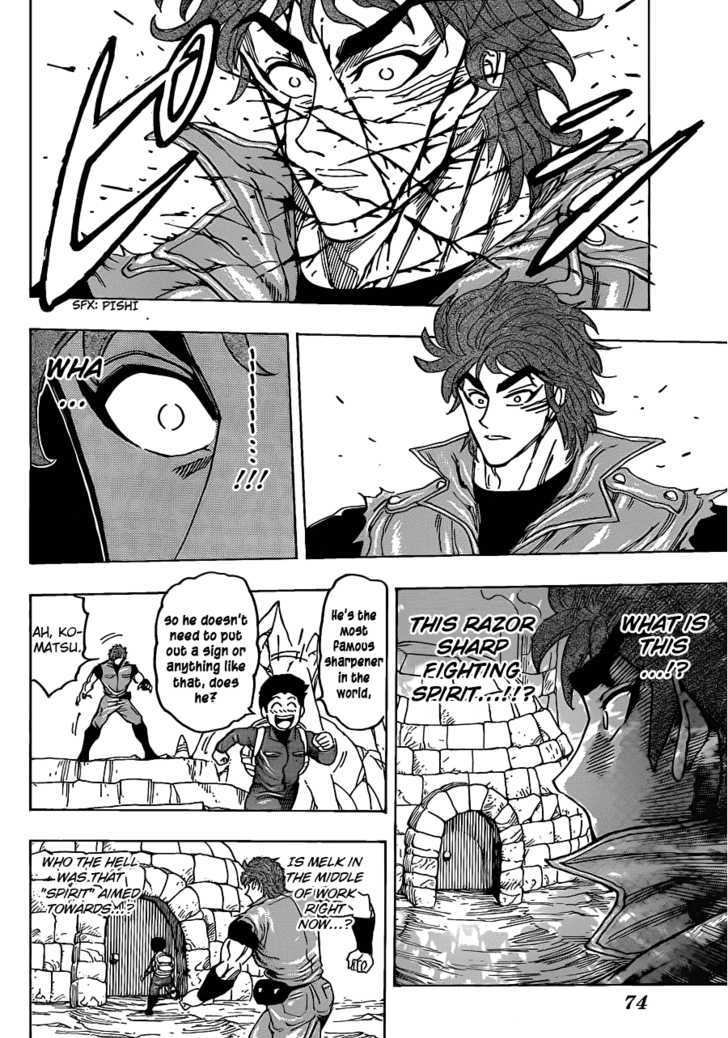 ピシ
SFX: PISHI
!!!!!!...
!!!
WHA
...
He's the
most
famous
sharpener
in the
world,
so he doesn't
need to put
out a sign or
anything like
that, does
he?
AH, KO-
MATSU.
WHAT IS
THIS
...!?
THIS RAZOR
SHARP
FIGHTING
SPIRIT...!!?
IS MELK IN
THE MIDDLE
OF WORK
RIGHT
NOW...?
WHO THE HELL
WAS THAT
"SPIRIT" AIMED
TOWARDS...!?
74